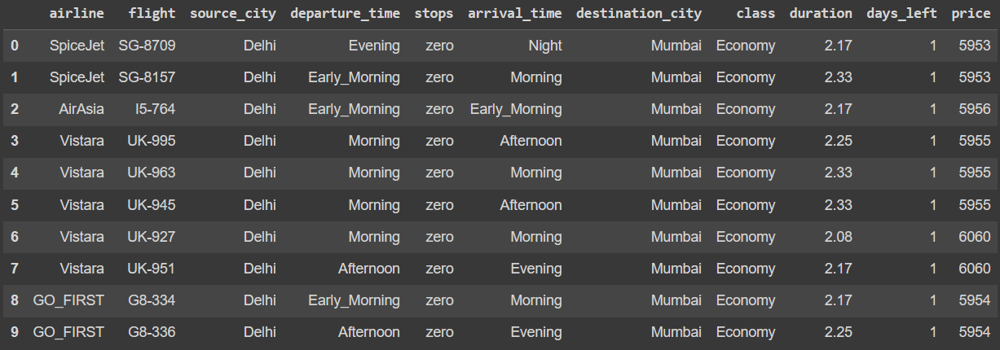 airline flight source_city departure_time stops arrival_time destination_city class duration days_left price
0 SpiceJet SG-8709 Delhi Evening zero Night Mumbai Economy 2.17 1 5953
1 SpiceJet SG-8157 Delhi Early_Morning zero Morning Mumbai Economy 2.33 1 5953
2 AirAsia I5-764 Delhi Early_Morning zero Early_Morning Mumbai Economy 2.17 1 5956
3 Vistara UK-995 Delhi Morning zero Afternoon Mumbai Economy 2.25 1 5955
4 Vistara UK-963 Delhi Morning zero Morning Mumbai Economy 2.33 1 5955
5 Vistara UK-945 Delhi Morning zero Afternoon Mumbai Economy 2.33 1 5955
6 Vistara UK-927 Delhi Morning zero Morning Mumbai Economy 2.08 1 6060
7 Vistara UK-951 Delhi Afternoon zero Evening Mumbai Economy 2.17 1 6060
8 GO_FIRST G8-334 Delhi Early_Morning zero Morning Mumbai Economy 2.17 1 5954
9 GO_FIRST G8-336 Delhi Afternoon zero Evening Mumbai Economy 2.25 1 5954